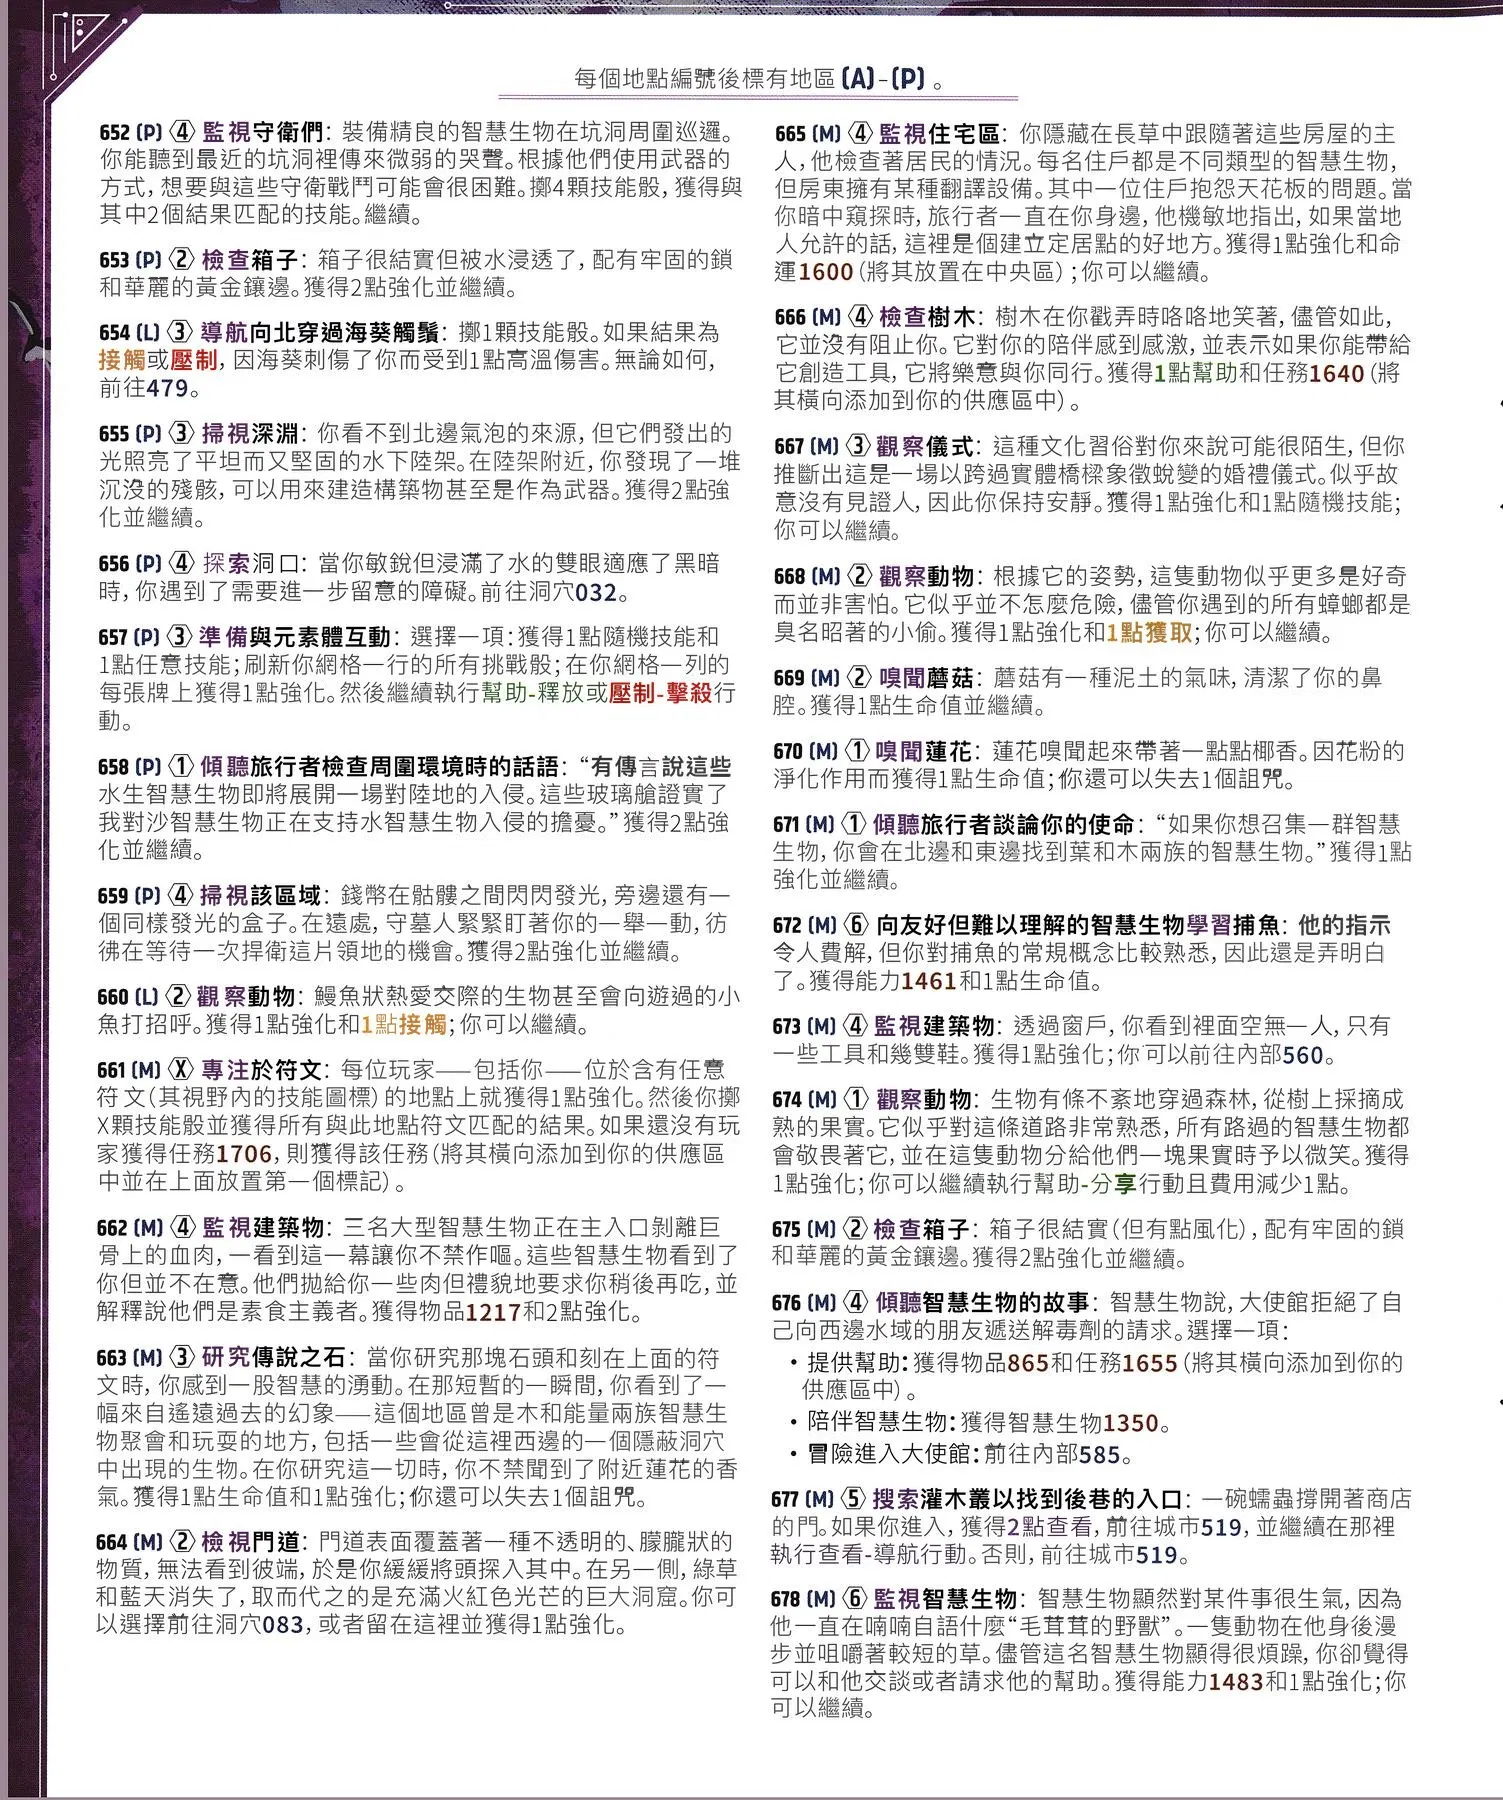 每個地點編號後標有地區(A)-(P)。
652 (P) ④ 監視守衛們：裝備精良的智慧生物在坑洞周圍巡邏。
你能聽到最近的坑洞裡傳來微弱的哭聲。根據他們使用武器的
方式，想要與這些守衛戰鬥可能會很困難。擲4顆技能骰，獲得與
其中2個結果匹配的技能。繼續。
653 (P) ② 檢查箱子：箱子很結實但被水浸透了，配有牢固的鎖
和華麗的黃金鑲邊。獲得2點強化並繼續。
654 (L) ③ 導航向北穿過海葵觸鬚：擲1顆技能骰。如果結果為
接觸或壓制，因海葵刺傷了你而受到1點高溫傷害。無論如何，
前往479。
655 (P) ③ 掃視深淵：你看不到北邊氣泡的來源，但它們發出的
光照亮了平坦而又堅固的水下陸架。在陸架附近，你發現了一堆
沉沒的殘骸，可以用來建造構築物甚至是作為武器。獲得2點強
化並繼續。
656 (P) ④ 探索洞口：當你敏銳但浸滿了水的雙眼適應了黑暗
時，你遇到了需要進一步留意的障礙。前往洞穴032。
657 (P) ③ 準備與元素體互動：選擇一項：獲得1點隨機技能和
1點任意技能；刷新你網格一行的所有挑戰骰；在你網格一列的
每張牌上獲得1點強化。然後繼續執行幫助-釋放或壓制-擊殺行
動。
658 (P) ① 傾聽旅行者檢查周圍環境時的話語：“有傳言說這些
水生智慧生物即將展開一場對陸地的入侵。這些玻璃艙證實了
我對沙智慧生物正在支持水智慧生物入侵的擔憂。”獲得2點強
化並繼續。
659 (P) ④ 掃視該區域：錢幣在骷髏之間閃閃發光，旁邊還有一
個同樣發光的盒子。在遠處，守墓人緊緊盯著你的一舉一動，彷
彿在等待一次捍衛這片領地的機會。獲得2點強化並繼續。
660 (L) ② 觀察動物：鰻魚狀熱愛交際的生物甚至會向遊過的小
魚打招呼。獲得1點強化和1點接觸；你可以繼續。
661 (M) Ⓧ 專注於符文：每位玩家——包括你——位於含有任意
符文（其視野內的技能圖標）的地點上就獲得1點強化。然後你擲
X顆技能骰並獲得所有與此地點符文匹配的結果。如果還沒有玩
家獲得任務1706，則獲得該任務（將其橫向添加到你的供應區
中並在上面放置第一個標記）。
662 (M) ④ 監視建築物：三名大型智慧生物正在主入口剝離巨
骨上的血肉，一看到這一幕讓你不禁作嘔。這些智慧生物看到了
你但並不在意。他們拋給你一些肉但禮貌地要求你稍後再吃，並
解釋說他們是素食主義者。獲得物品1217和2點強化。
663 (M) ③ 研究傳說之石：當你研究那塊石頭和刻在上面的符
文時，你感到一股智慧的湧動。在那短暫的一瞬間，你看到了一
幅來自遙遠過去的幻象——這個地區曾是木和能量兩族智慧生
物聚會和玩耍的地方，包括一些會從這裡西邊的一個隱蔽洞穴
中出現的生物。在你研究這一切時，你不禁聞到了附近蓮花的香
氣。獲得1點生命值和1點強化；你還可以失去1個詛咒。
664 (M) ② 檢視門道：門道表面覆蓋著一種不透明的、朦朧狀的
物質，無法看到彼端，於是你緩緩將頭探入其中。在另一側，綠草
和藍天消失了，取而代之的是充滿火紅色光芒的巨大洞窟。你可
以選擇前往洞穴083，或者留在這裡並獲得1點強化。
665 (M) ④ 監視住宅區：你隱藏在長草中跟隨著這些房屋的主
人，他檢查著居民的情況。每名住戶都是不同類型的智慧生物，
但房東擁有某種翻譯設備。其中一位住戶抱怨天花板的問題。當
你暗中窺探時，旅行者一直在你身邊，他機敏地指出，如果當地
人允許的話，這裡是個建立定居點的好地方。獲得1點強化和命
運1600（將其放置在中央區）；你可以繼續。
666 (M) ④ 檢查樹木：樹木在你戳弄時咯咯地笑著，儘管如此，
它並沒有阻止你。它對你的陪伴感到感激，並表示如果你能帶給
它創造工具，它將樂意與你同行。獲得1點幫助和任務1640（將
其橫向添加到你的供應區中）。
667 (M) ③ 觀察儀式：這種文化習俗對你來說可能很陌生，但你
推斷出這是一場以跨過實體橋樑象徵蛻變的婚禮儀式。似乎故
意沒有見證人，因此你保持安靜。獲得1點強化和1點隨機技能；
你可以繼續。
668 (M) ② 觀察動物：根據它的姿勢，這隻動物似乎更多是好奇
而並非害怕。它似乎並不怎麼危險，儘管你遇到的所有蟑螂都是
臭名昭著的小偷。獲得1點強化和1點獲取；你可以繼續。
669 (M) ② 嗅聞蘑菇：蘑菇有一種泥土的氣味，清潔了你的鼻
腔。獲得1點生命值並繼續。
670 (M) ① 嗅聞蓮花：蓮花嗅聞起來帶著一點點椰香。因花粉的
淨化作用而獲得1點生命值；你還可以失去1個詛咒。
671 (M) ① 傾聽旅行者談論你的使命：“如果你想召集一群智慧
生物，你會在北邊和東邊找到葉和木兩族的智慧生物。”獲得1點
強化並繼續。
672 (M) ⑥ 向友好但難以理解的智慧生物學習捕魚：他的指示
令人費解，但你對捕魚的常規概念比較熟悉，因此還是弄明白
了。獲得能力1461和1點生命值。
673 (M) ④ 監視建築物：透過窗戶，你看到裡面空無一人，只有
一些工具和幾雙鞋。獲得1點強化；你可以前往內部560。
674 (M) ① 觀察動物：生物有條不紊地穿過森林，從樹上採摘成
熟的果實。它似乎對這條道路非常熟悉，所有路過的智慧生物都
會敬畏著它，並在這隻動物分給他們一塊果實時予以微笑。獲得
1點強化；你可以繼續執行幫助-分享行動且費用減少1點。
675 (M) ② 檢查箱子：箱子很結實（但有點風化），配有牢固的鎖
和華麗的黃金鑲邊。獲得2點強化並繼續。
676 (M) ④ 傾聽智慧生物的故事：智慧生物說，大使館拒絕了自
己向西邊水域的朋友遞送解毒劑的請求。選擇一項：
• 提供幫助：獲得物品865和任務1655（將其橫向添加到你的
供應區中）。
• 陪伴智慧生物：獲得智慧生物1350。
• 冒險進入大使館：前往內部585。
677 (M) ⑤ 搜索灌木叢以找到後巷的入口：一碗蠕蟲撐開著商店
的門。如果你進入，獲得2點查看，前往城市519，並繼續在那裡
執行查看-導航行動。否則，前往城市519。
678 (M) ⑥ 監視智慧生物：智慧生物顯然對某件事很生氣，因為
他一直在喃喃自語什麼“毛茸茸的野獸”。一隻動物在他身後漫
步並咀嚼著較短的草。儘管這名智慧生物顯得很煩躁，你卻覺得
可以和他交談或者請求他的幫助。獲得能力1483和1點強化；你
可以繼續。